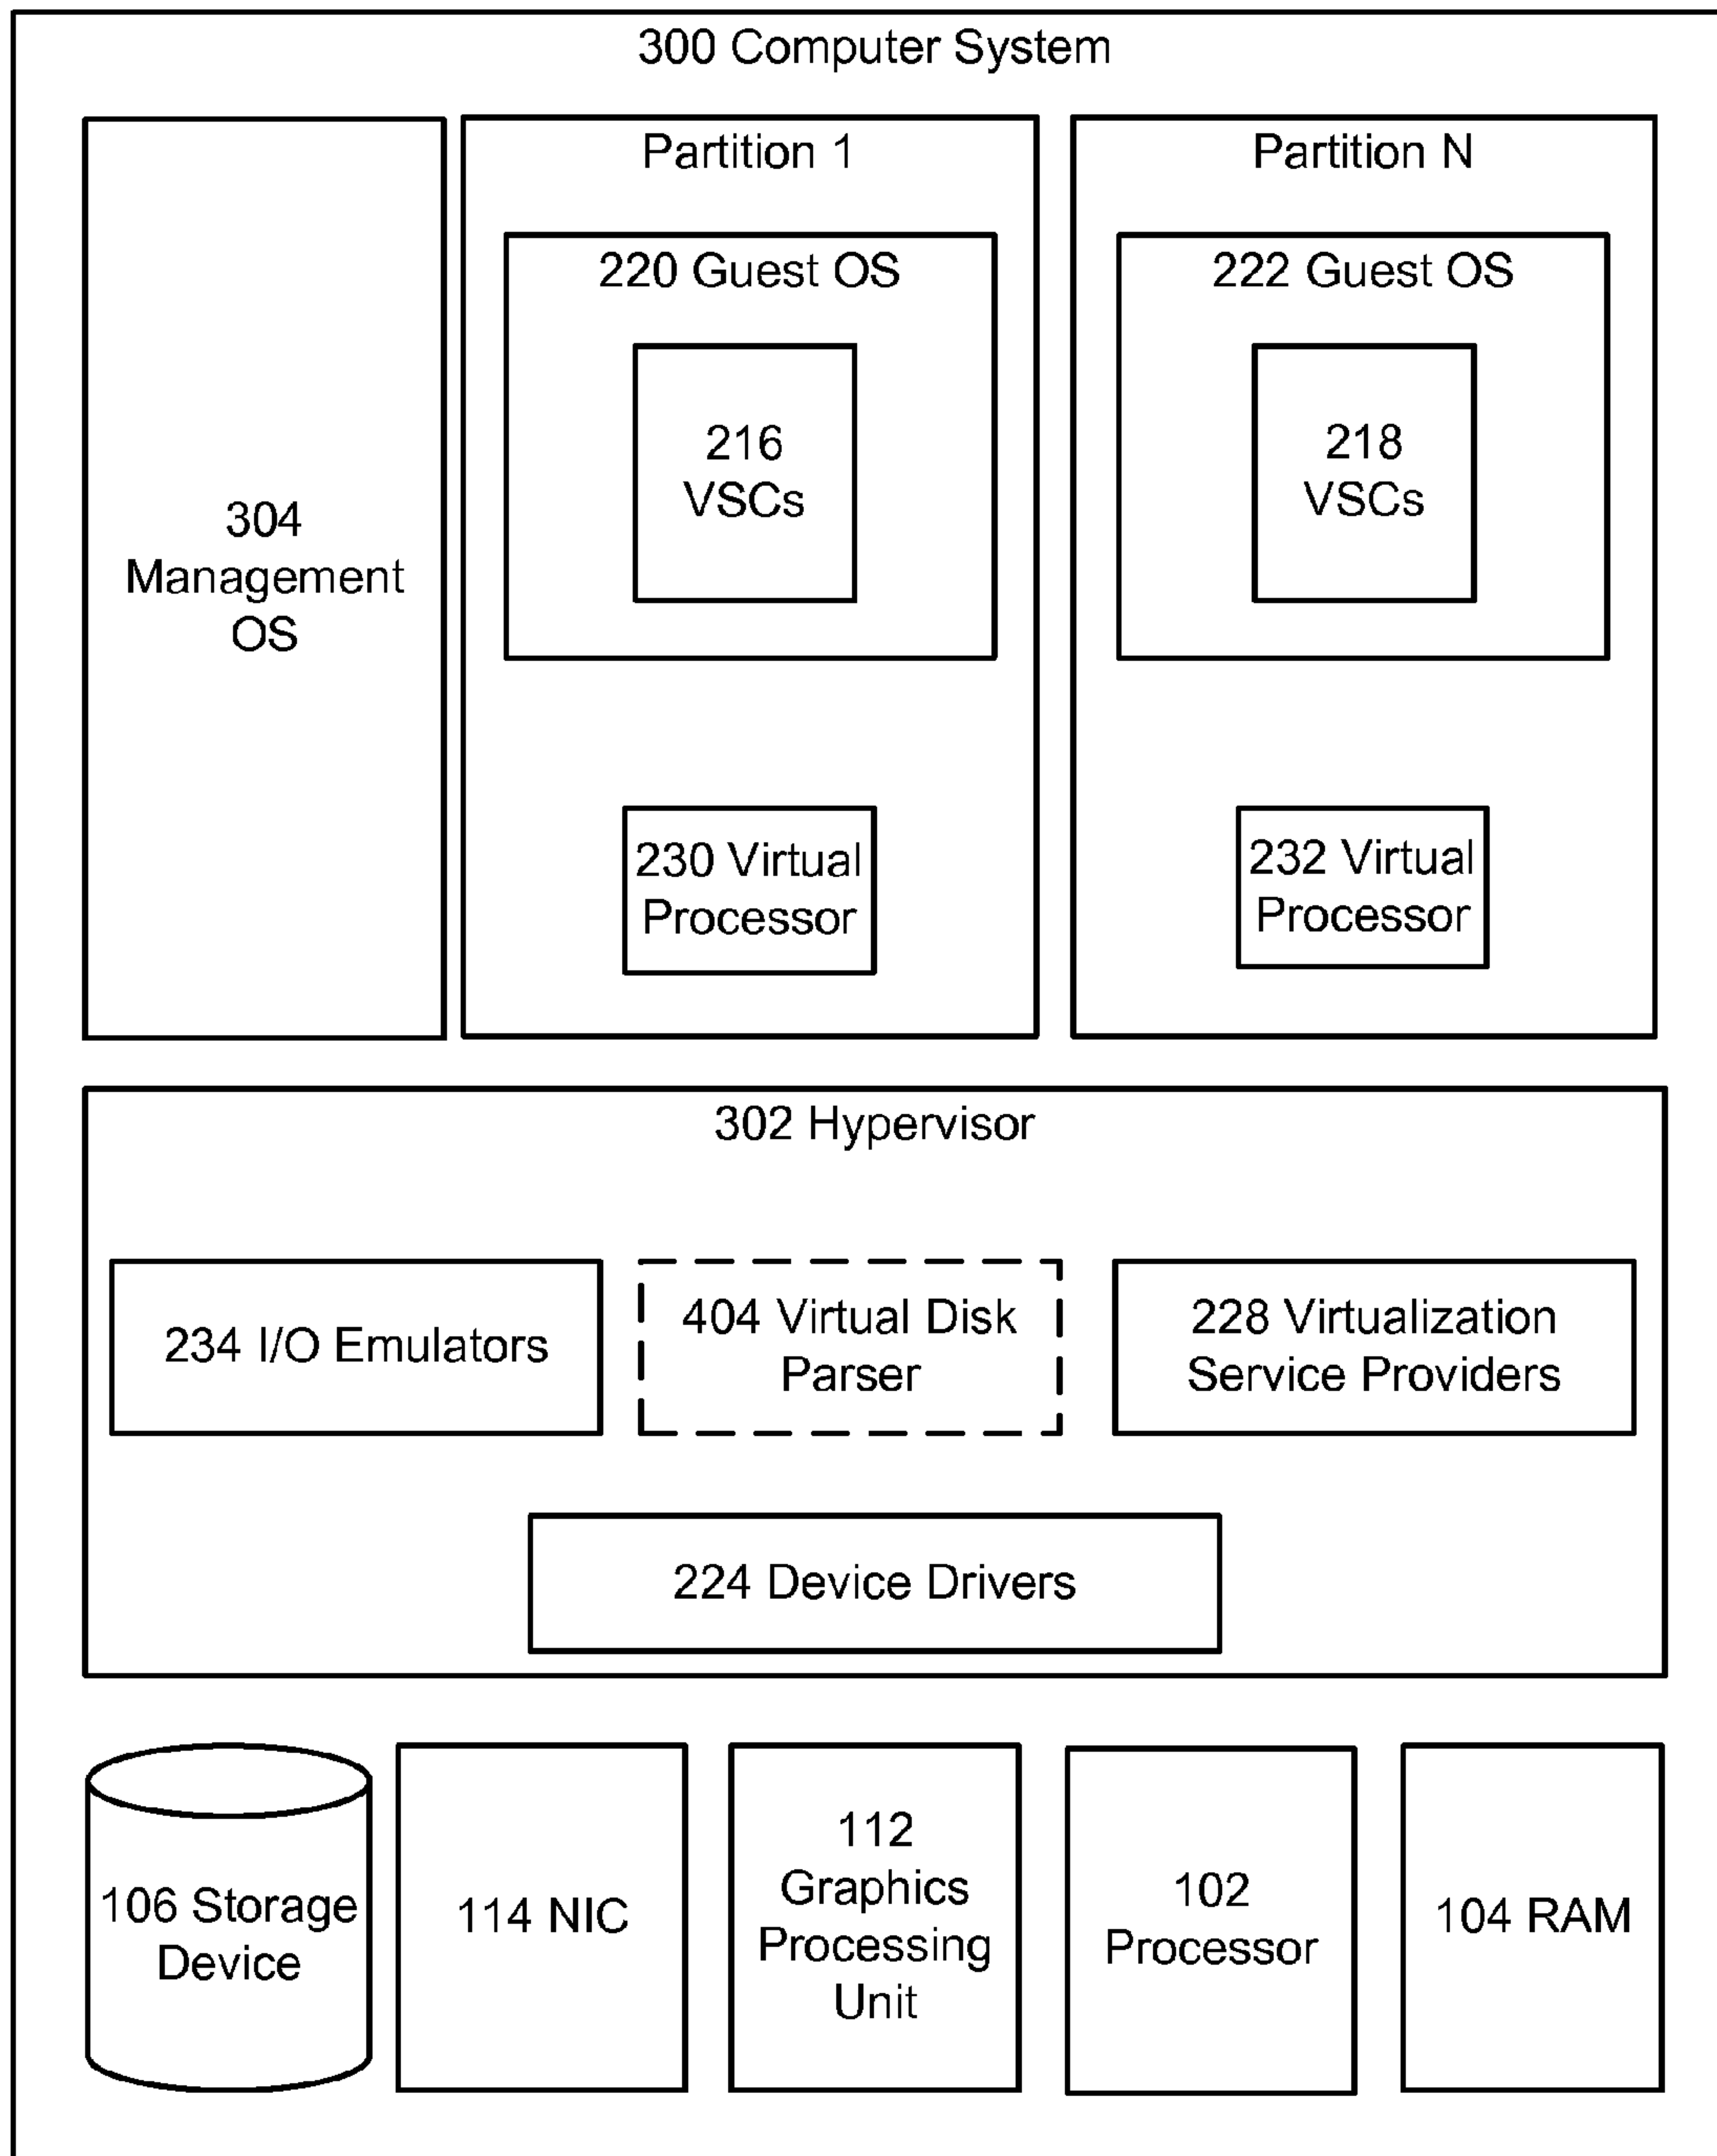 300 Computer System
304
Management
OS
Partition 1
220 Guest OS
216
VSCs
230 Virtual
Processor
Partition N
222 Guest OS
218
VSCs
232 Virtual
Processor
302 Hypervisor
234 I/O Emulators
404 Virtual Disk
Parser
228 Virtualization
Service Providers
224 Device Drivers
106 Storage
Device
114 NIC
112
Graphics
Processing
Unit
102
Processor
104 RAM